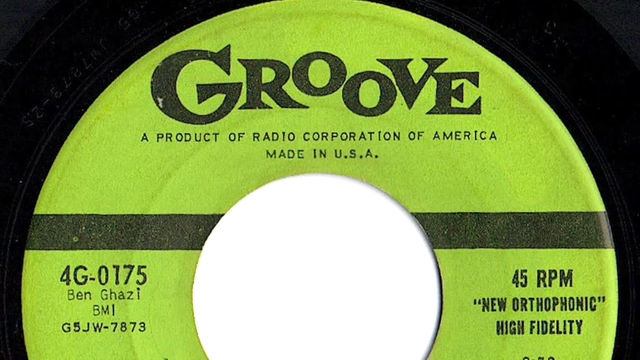 GROOVE
A PRODUCT OF RADIO CORPORATION OF AMERICA
MADE IN U.S.A.
4G-0175
Ben Ghazi
BMI
G5JW-7873
45 RPM
"NEW ORTHOPHONIC"
HIGH FIDELITY